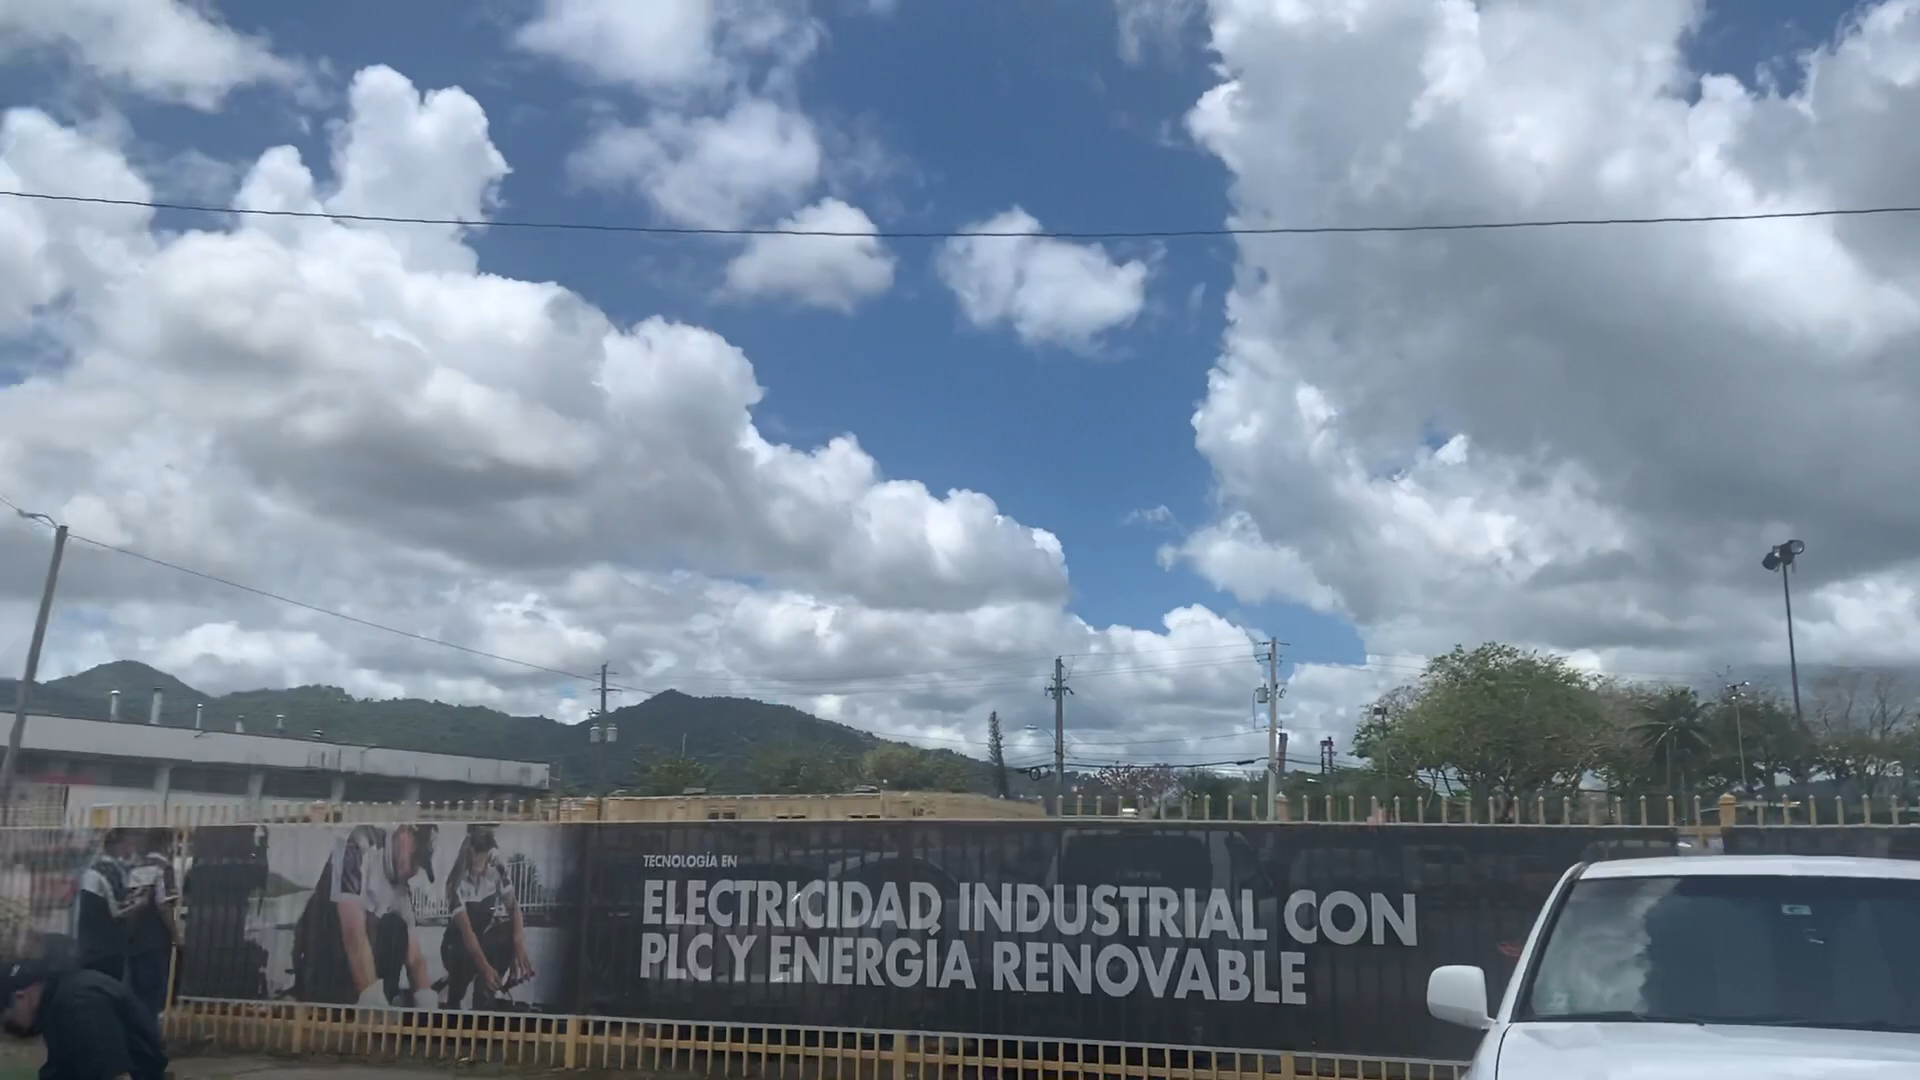 TECNOLOGÍA EN
ELECTRICIDAD INDUSTRIAL CON
PLC Y ENERGÍA RENOVABLE